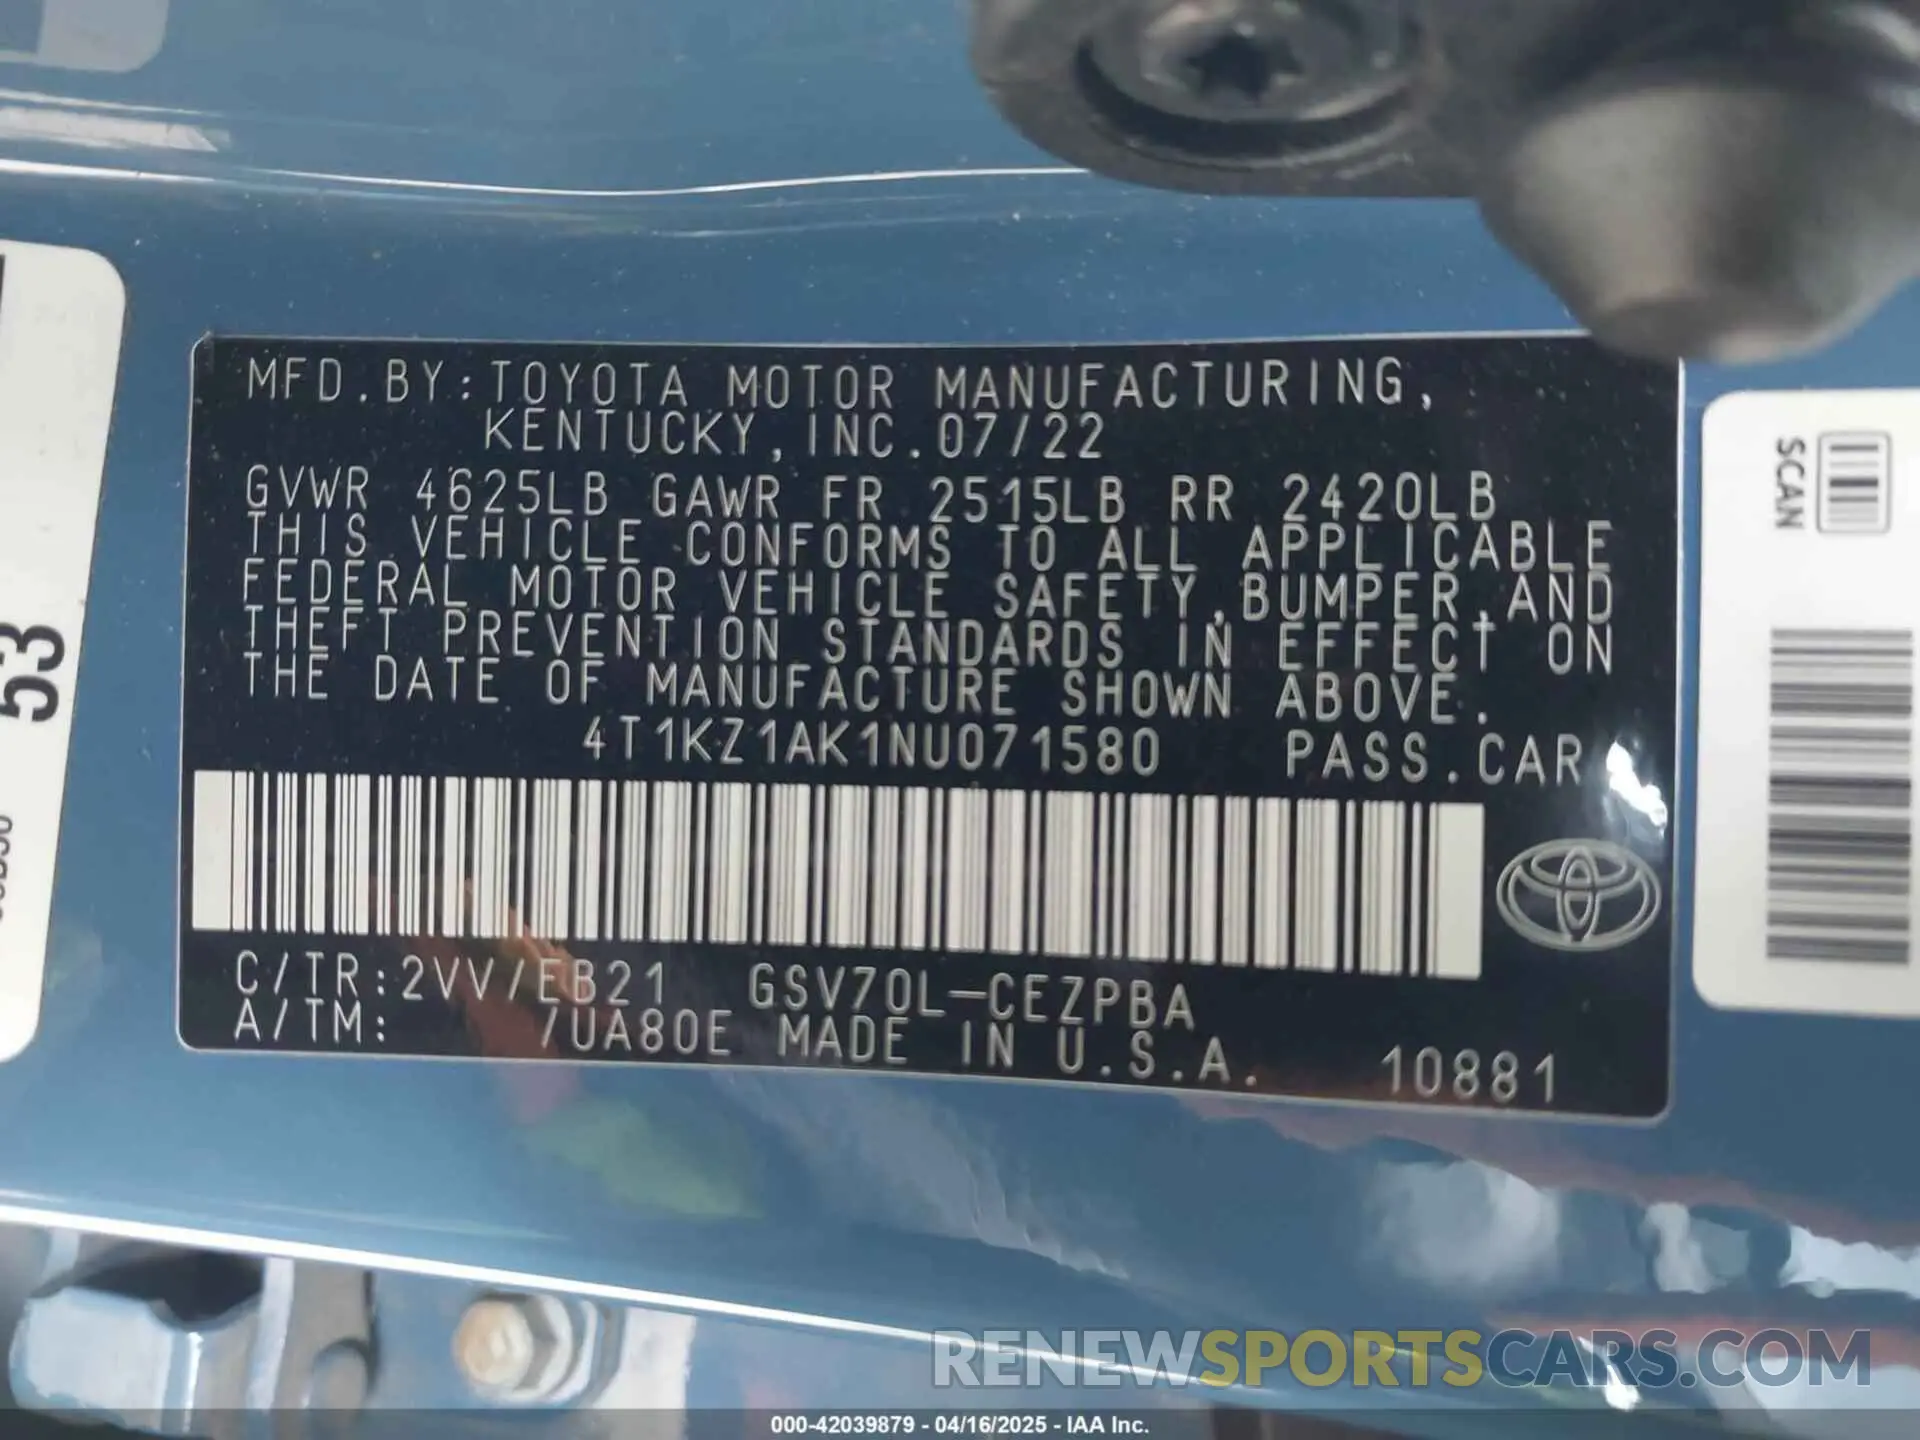 MFD.BY:TOYOTA MOTOR MANUFACTURING,
KENTUCKY,INC.07/22
GVWR 4625LB GAWR FR 2515LB RR 2420LB
THIS VEHICLE CONFORMS TO ALL APPLICABLE
FEDERAL MOTOR VEHICLE SAFETY,BUMPER,AND
THEFT PREVENTION STANDARDS IN EFFECT ON
THE DATE OF MANUFACTURE SHOWN ABOVE.
4T1KZ1AK1NU071580 PASS.CAR
C/TR:2VV/EB21 GSV70L-CEZPBA
A/TM: /UA80E MADE IN U.S.A. 10881
53
SCAN
RENEWSPORTSCARS.COM
000-42039879 - 04/16/2025 - IAA Inc.